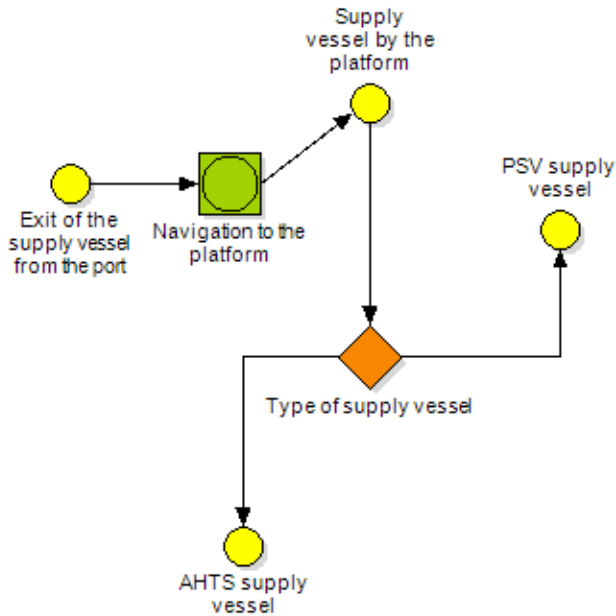 Supply
vessel by the
platform
PSV supply
vessel
Exit of the
supply vessel
from the port
Navigation to the
platform
Type of supply vessel
AHTS supply
vessel